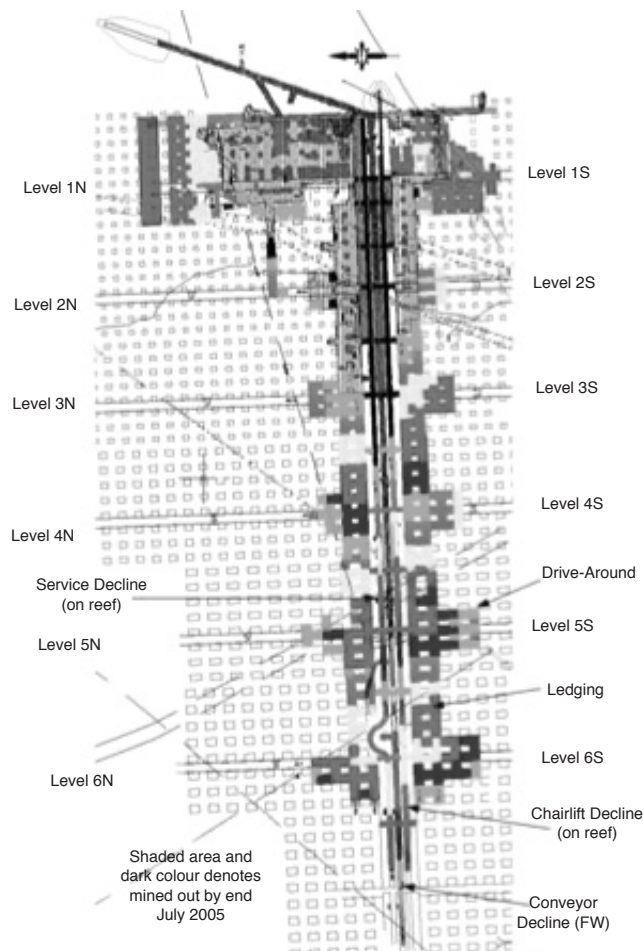 Level 1N
Level 1S
Level 2N
Level 2S
Level 3N
Level 3S
Level 4N
Level 4S
Service Decline
(on reef)
Drive-Around
Level 5N
Level 5S
Ledging
Level 6N
Level 6S
Chairlift Decline
(on reef)
Shaded area and
dark colour denotes
mined out by end
July 2005
Conveyor
Decline (FW)